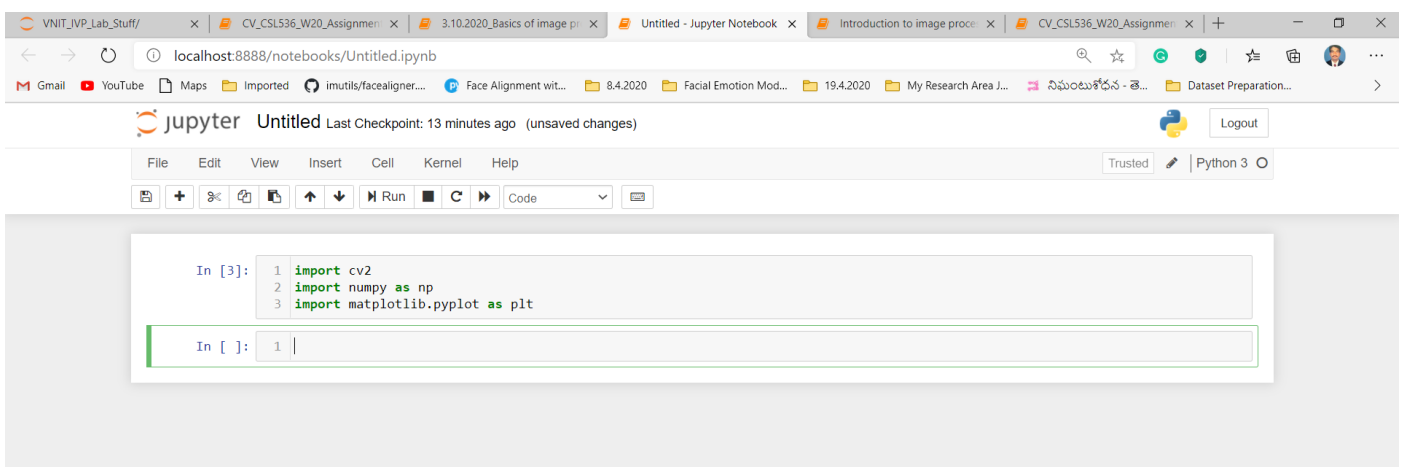 VNIT_IVP_Lab_Stuff/ CV_CSL536_W20_Assignmen 3.10.2020_Basics of image pr Untitled - Jupyter Notebook Introduction to image proce CV_CSL536_W20_Assignmen
localhost:8888/notebooks/Untitled.ipynb
Gmail YouTube Maps Imported imutils/facealigner.... Face Alignment wit... 8.4.2020 Facial Emotion Mod... 19.4.2020 My Research Area J... నిఘంటుశోధన - తె... Dataset Preparation...
jupyter Untitled Last Checkpoint: 13 minutes ago (unsaved changes) Logout
File Edit View Insert Cell Kernel Help Trusted Python 3
Run Code
In [3]: 1 import cv2
2 import numpy as np
3 import matplotlib.pyplot as plt
In [ ]: 1